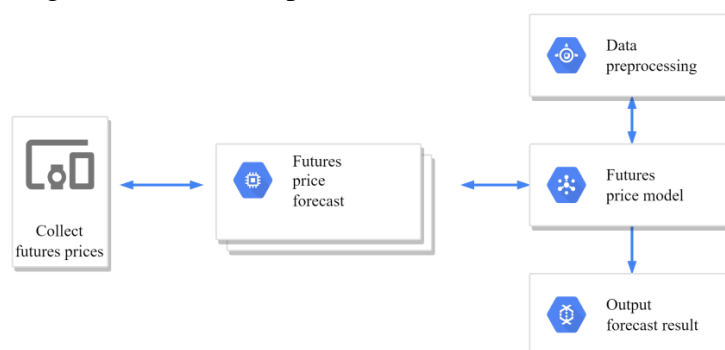 Data
preprocessing
Futures
price
forecast
Futures
price model
Collect
futures prices
Output
forecast result